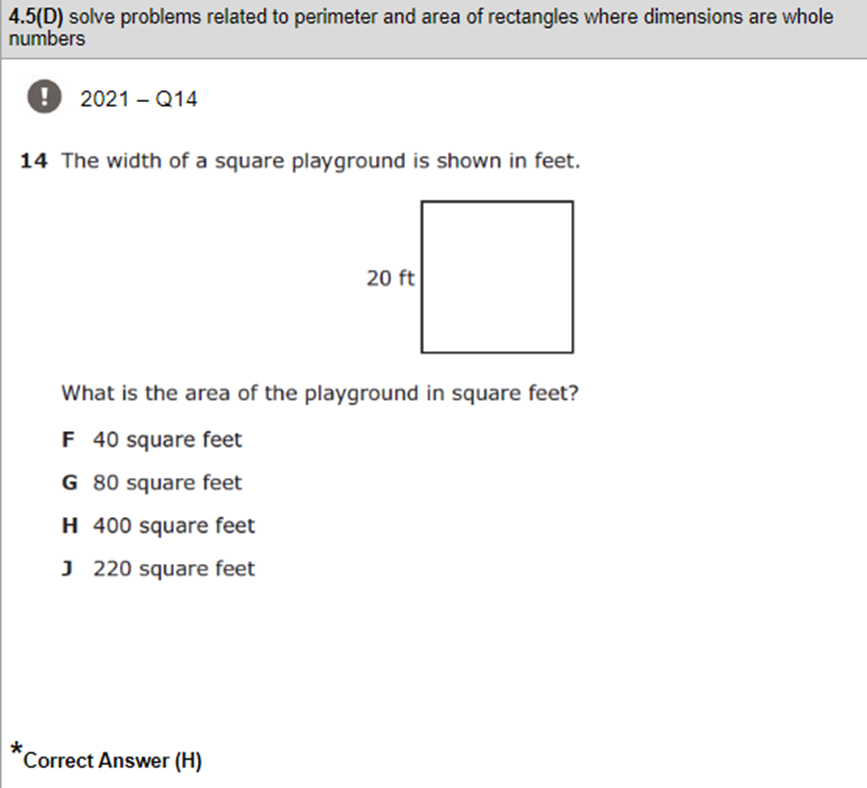 4.5(D) solve problems related to perimeter and area of rectangles where dimensions are whole
numbers
! 2021 – Q14
14 The width of a square playground is shown in feet.
20 ft
What is the area of the playground in square feet?
F 40 square feet
G 80 square feet
H 400 square feet
J 220 square feet
*Correct Answer (H)